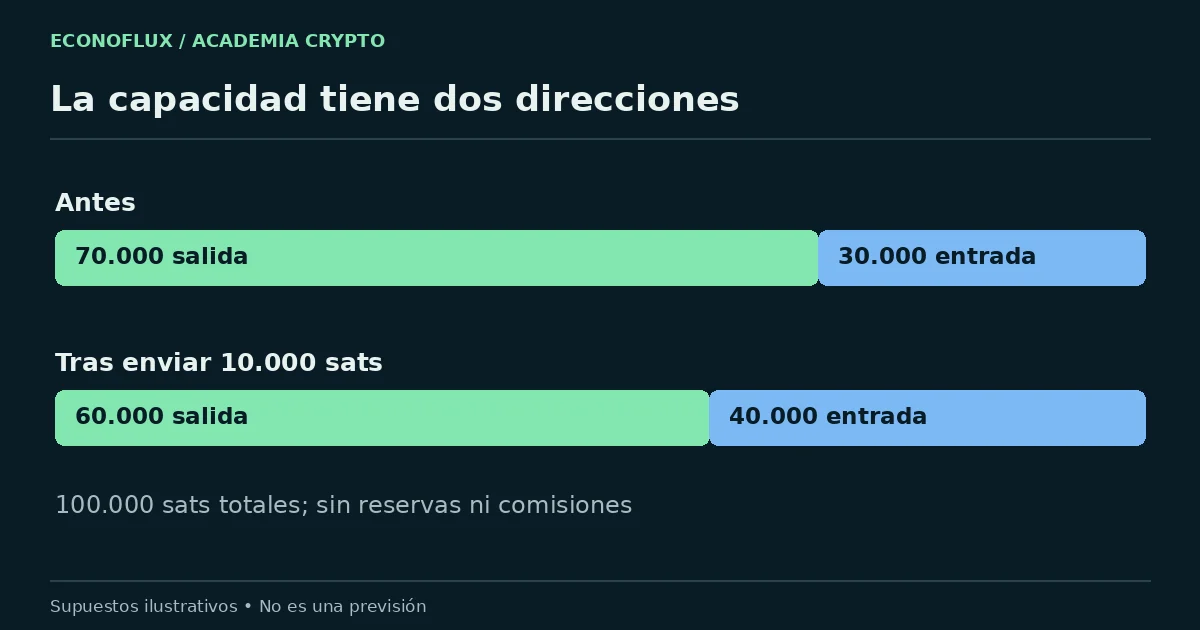 ECONOFLUX / ACADEMIA CRYPTO
La capacidad tiene dos direcciones
Antes
70.000 salida
30.000 entrada
Tras enviar 10.000 sats
60.000 salida
40.000 entrada
100.000 sats totales; sin reservas ni comisiones
Supuestos ilustrativos • No es una previsión